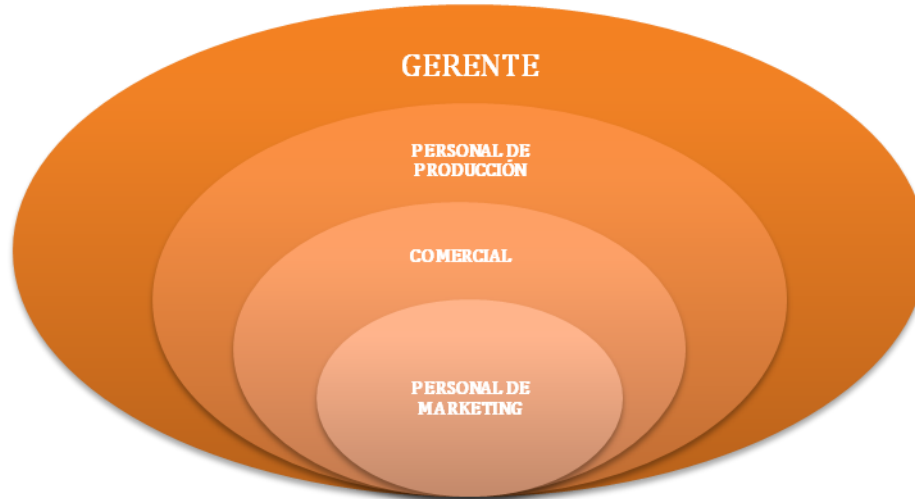 GERENTE
PERSONAL DE
PRODUCCIÓN
COMERCIAL
PERSONAL DE
MARKETING